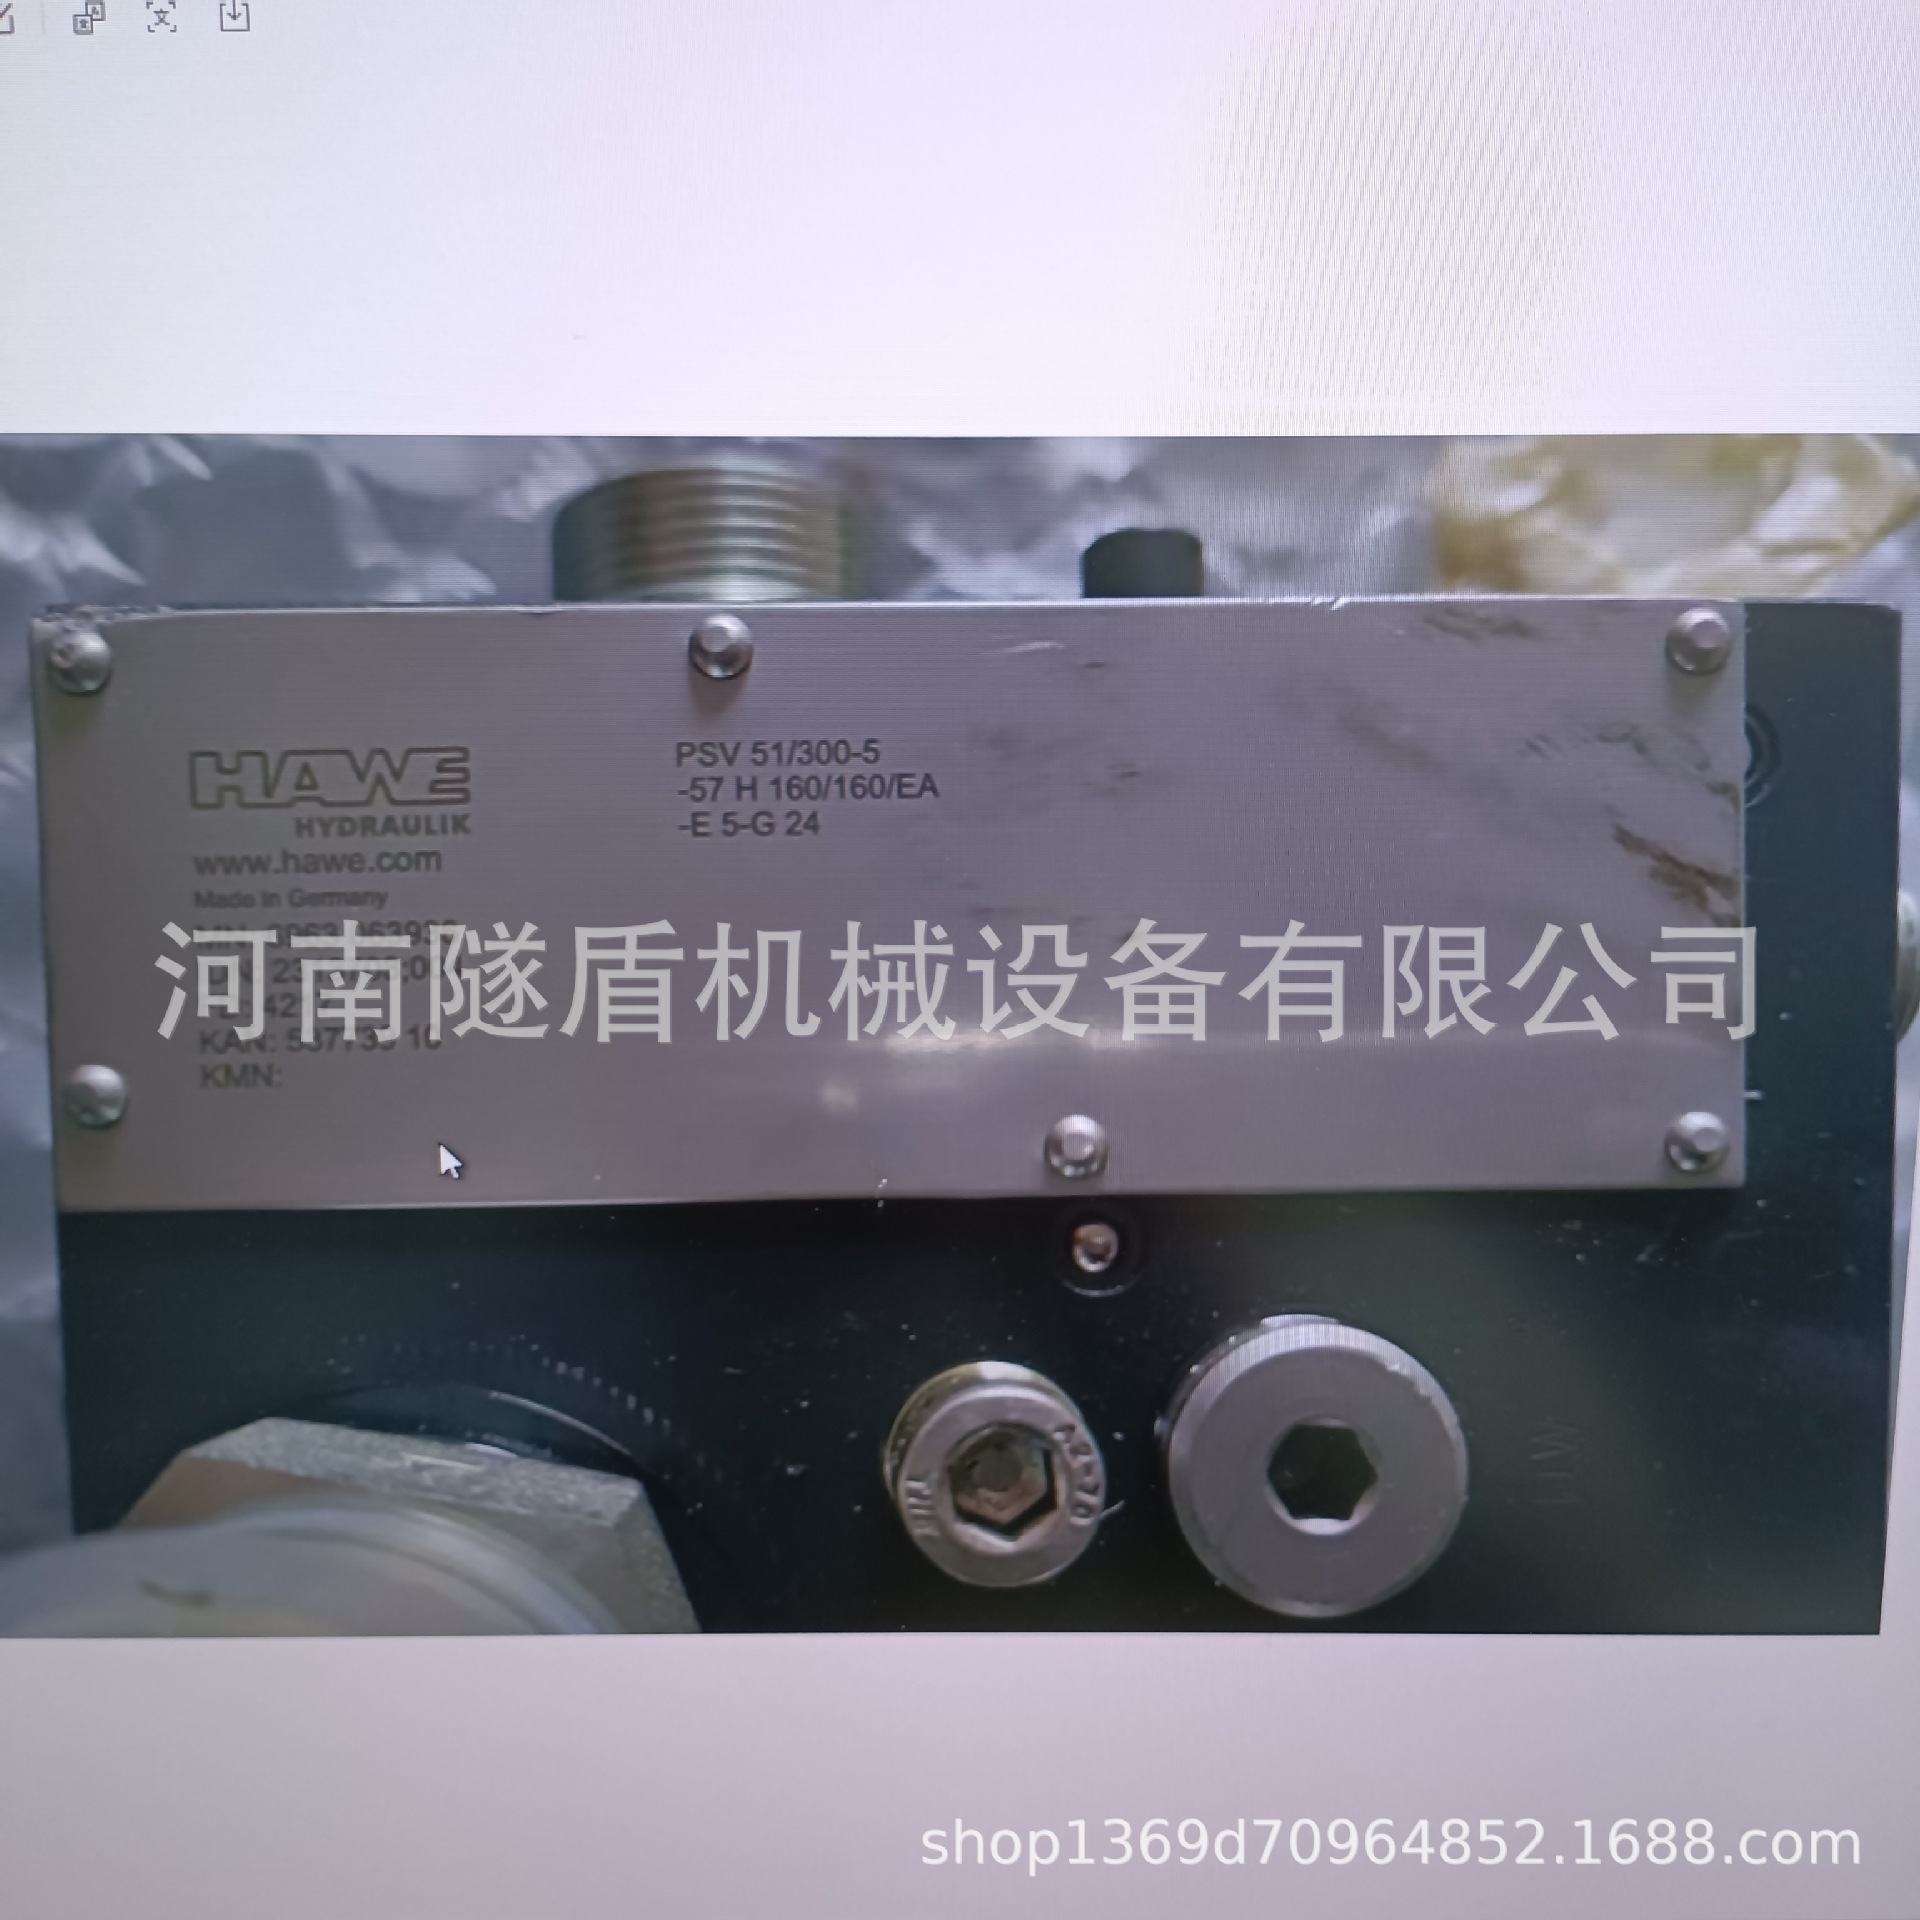 HAWE
HYDRAULIK
www.hawe.com
Made in Germany
KMN:
PSV 51/300-5
-57 H 160/160/EA
-E 5-G 24
河南隧盾机械设备有限公司
shop1369d70964852.1688.com